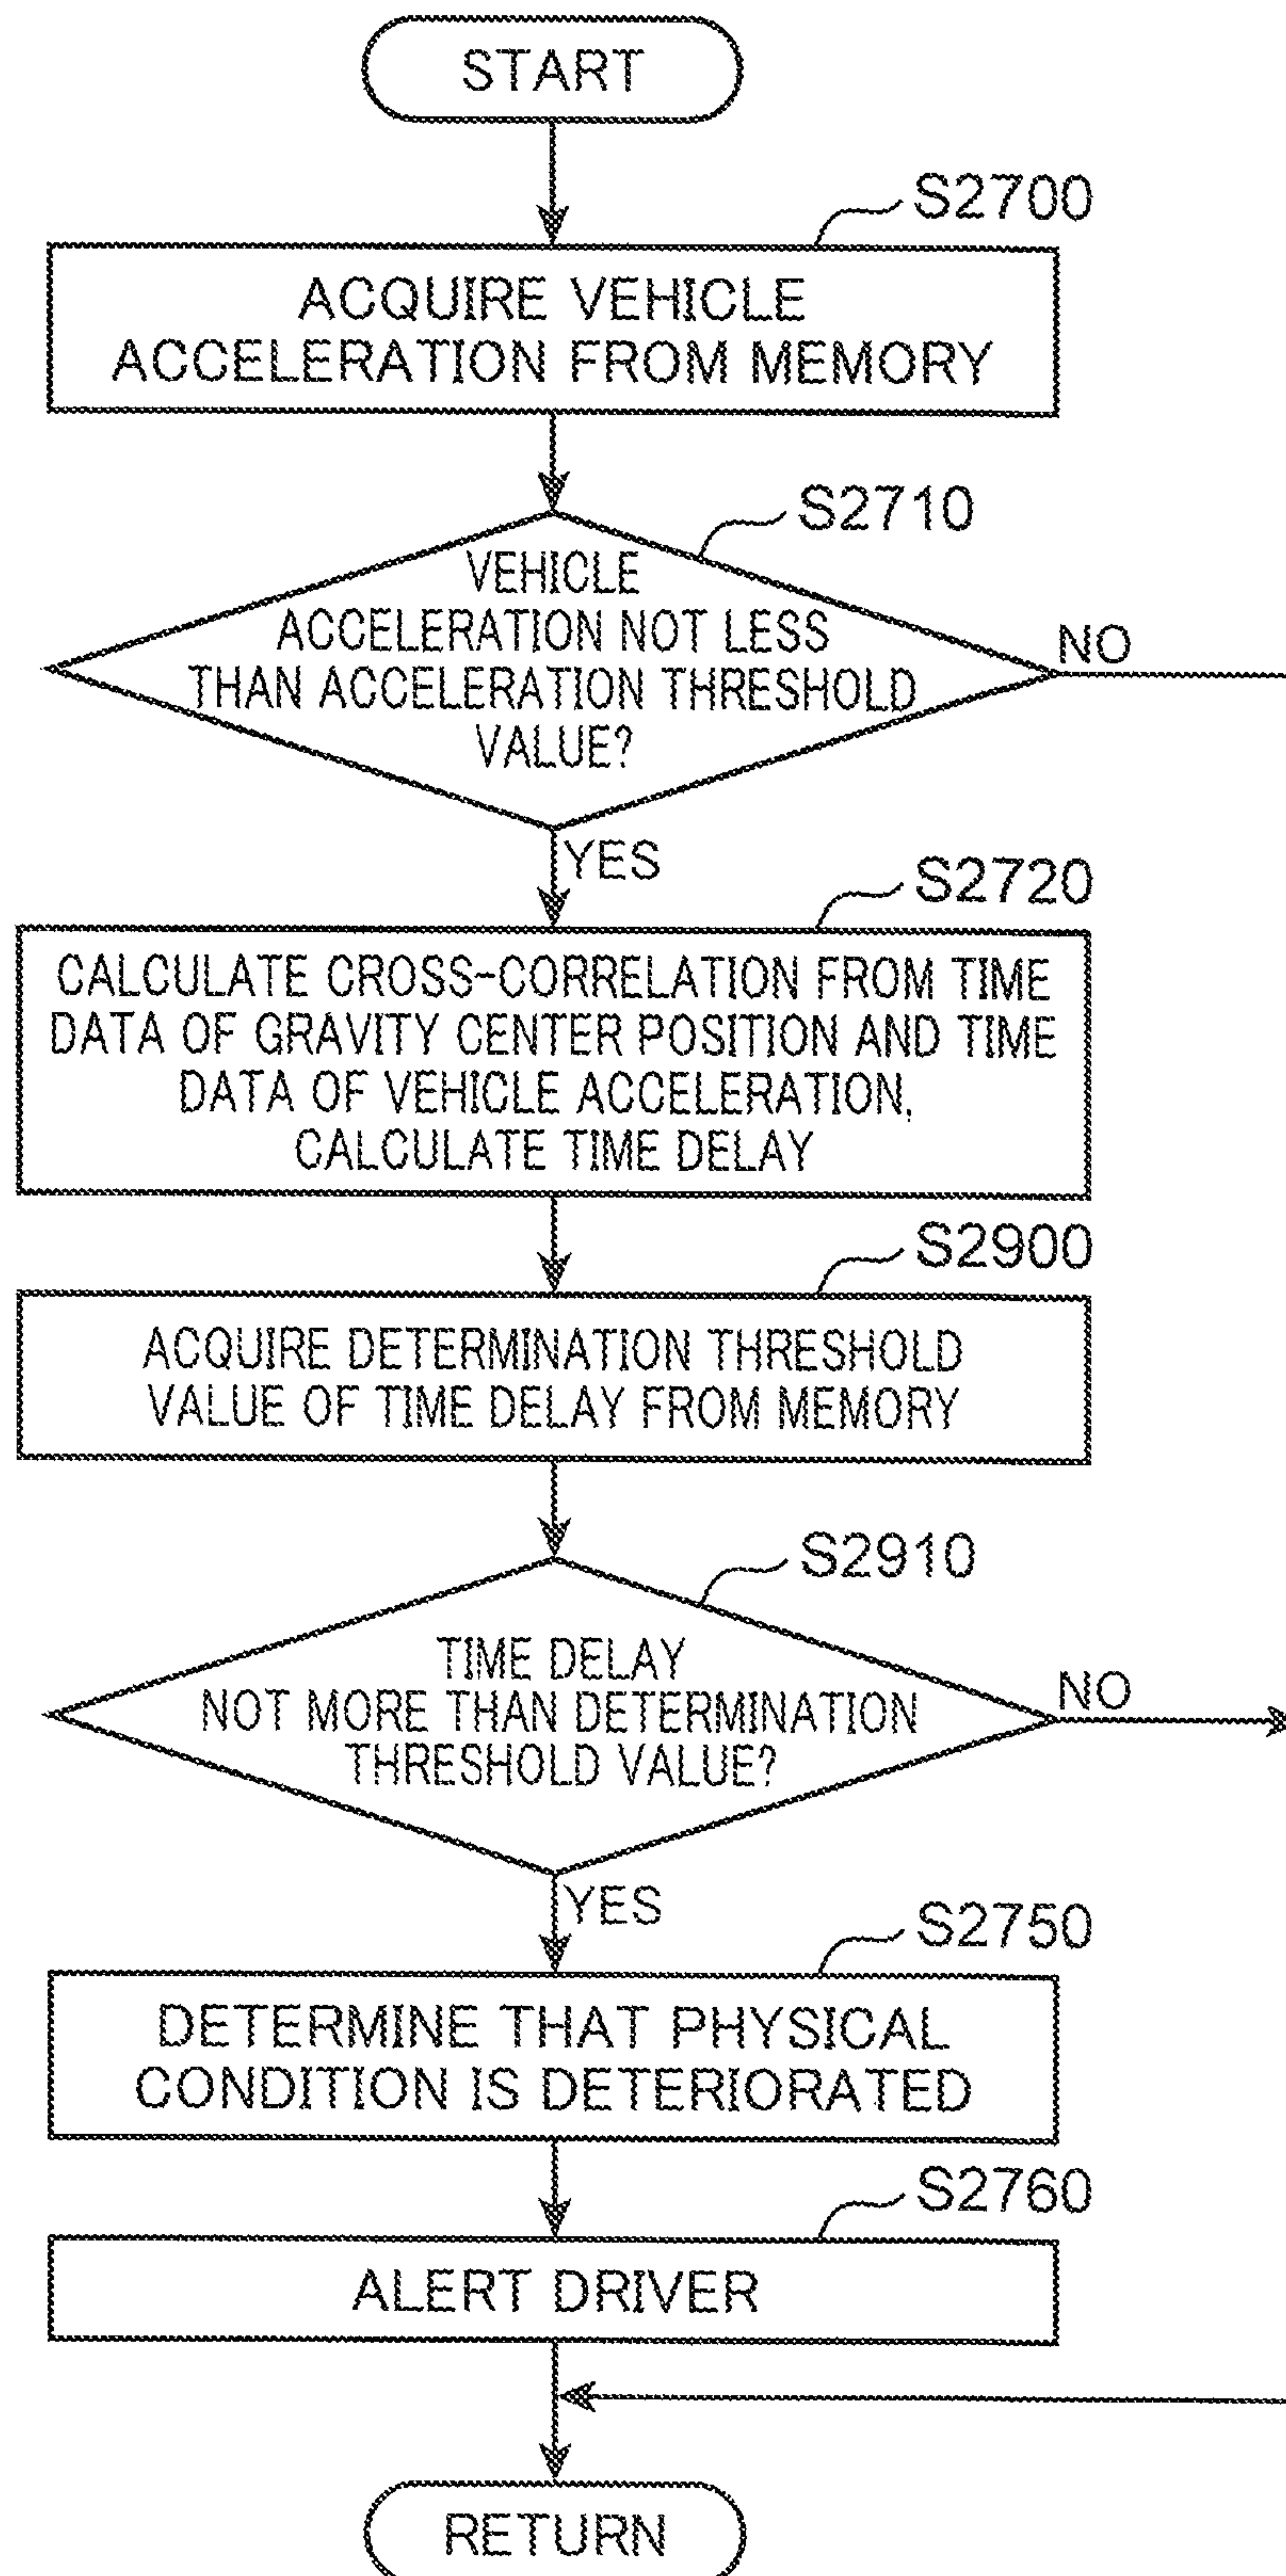 START
S2700
ACQUIRE VEHICLE
ACCELERATION FROM MEMORY
S2710
VEHICLE
ACCELERATION NOT LESS
THAN ACCELERATION THRESHOLD
VALUE?
NO
YES
S2720
CALCULATE CROSS-CORRELATION FROM TIME
DATA OF GRAVITY CENTER POSITION AND TIME
DATA OF VEHICLE ACCELERATION,
CALCULATE TIME DELAY
S2900
ACQUIRE DETERMINATION THRESHOLD
VALUE OF TIME DELAY FROM MEMORY
S2910
TIME DELAY
NOT MORE THAN DETERMINATION
THRESHOLD VALUE?
NO
YES
S2750
DETERMINE THAT PHYSICAL
CONDITION IS DETERIORATED
S2760
ALERT DRIVER
RETURN